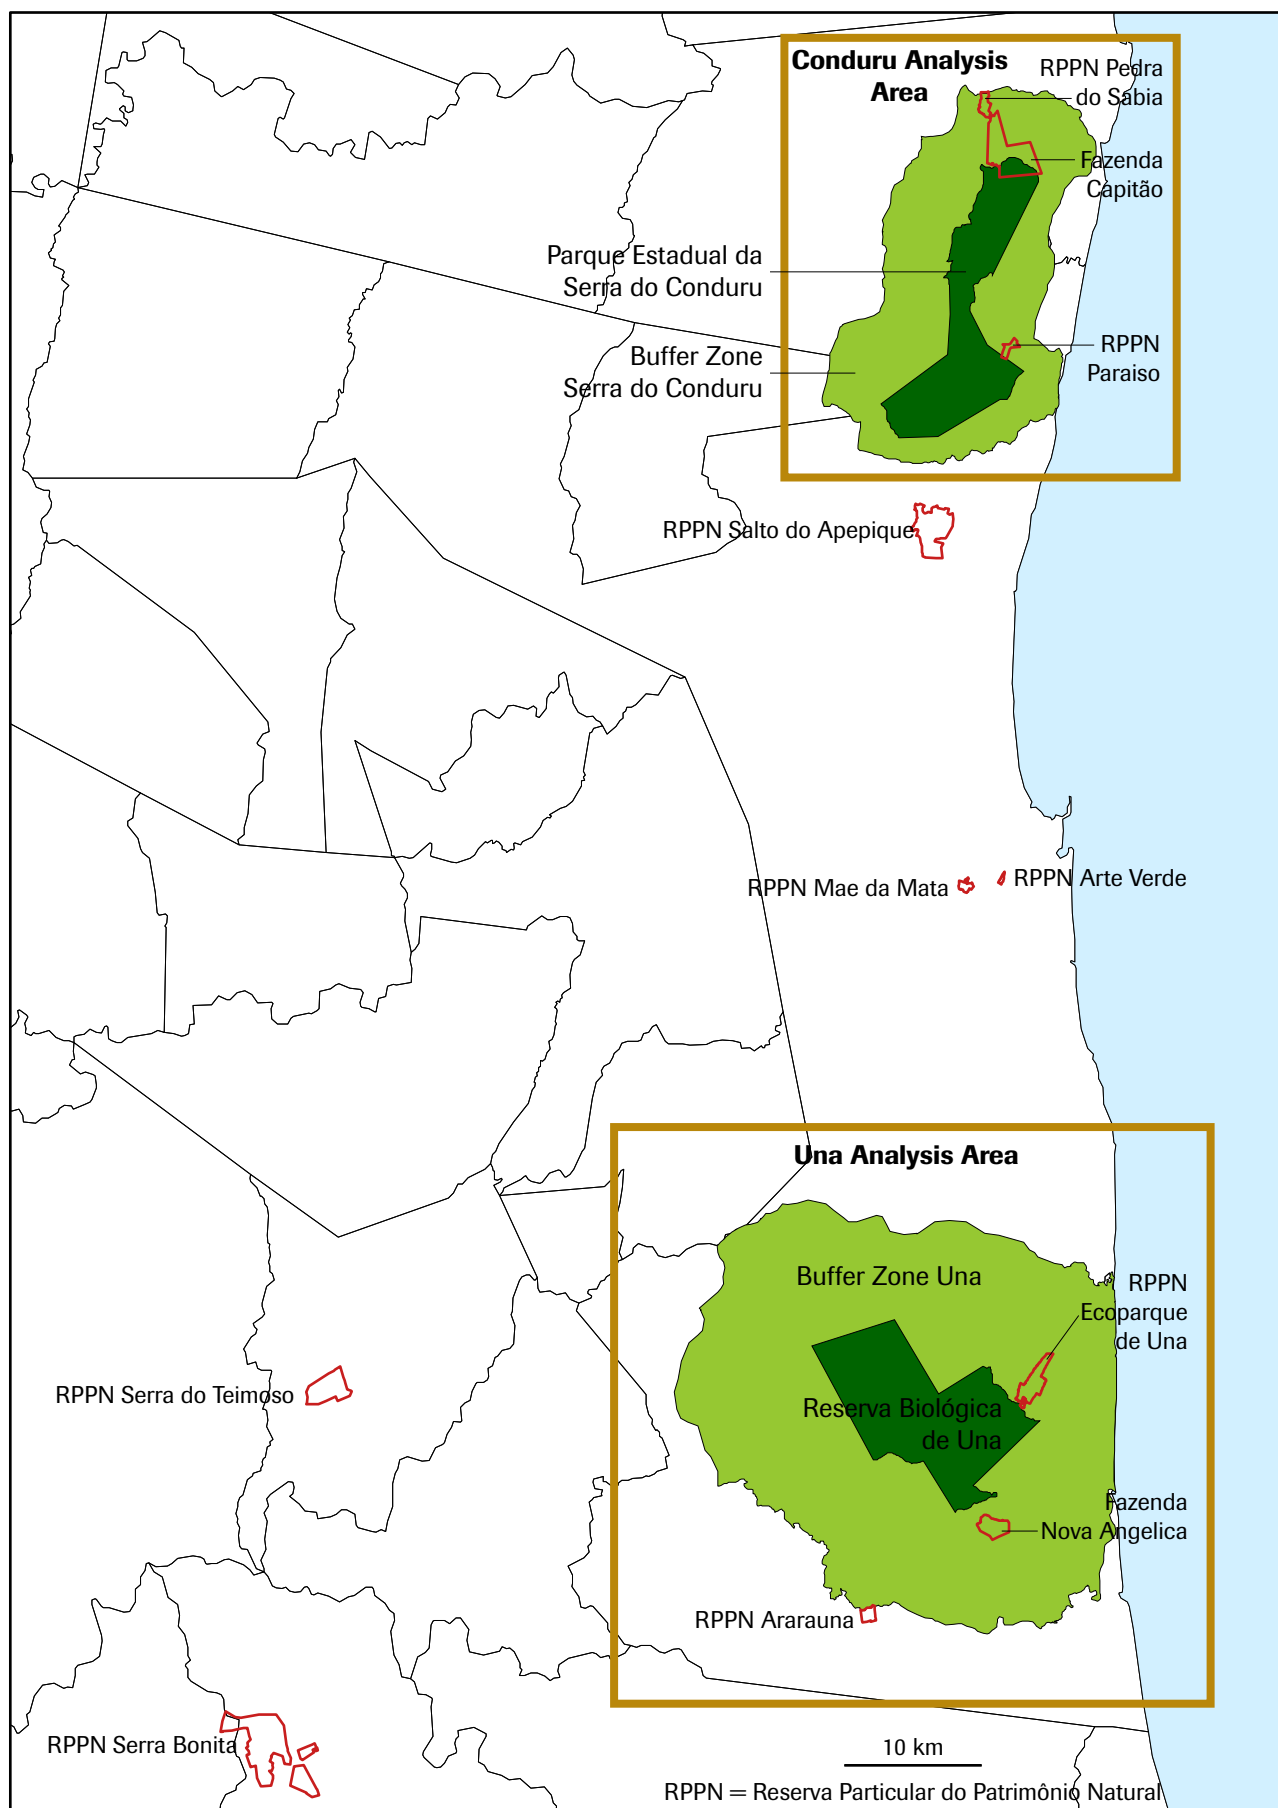 Conduru Analysis
Area
RPPN Pedra
do Sabia
Fazenda
Capitão
Parque Estadual da
Serra do Conduru
Buffer Zone
Serra do Conduru
RPPN
Paraiso
RPPN Salto do Apepique
RPPN Mae da Mata
RPPN Arte Verde
Una Analysis Area
Buffer Zone Una
RPPN
Ecoparque
de Una
RPPN Serra do Teimoso
Reserva Biológica
de Una
Fazenda
Nova Angelica
RPPN Ararauna
RPPN Serra Bonita
10 km
RPPN = Reserva Particular do Patrimônio Natural